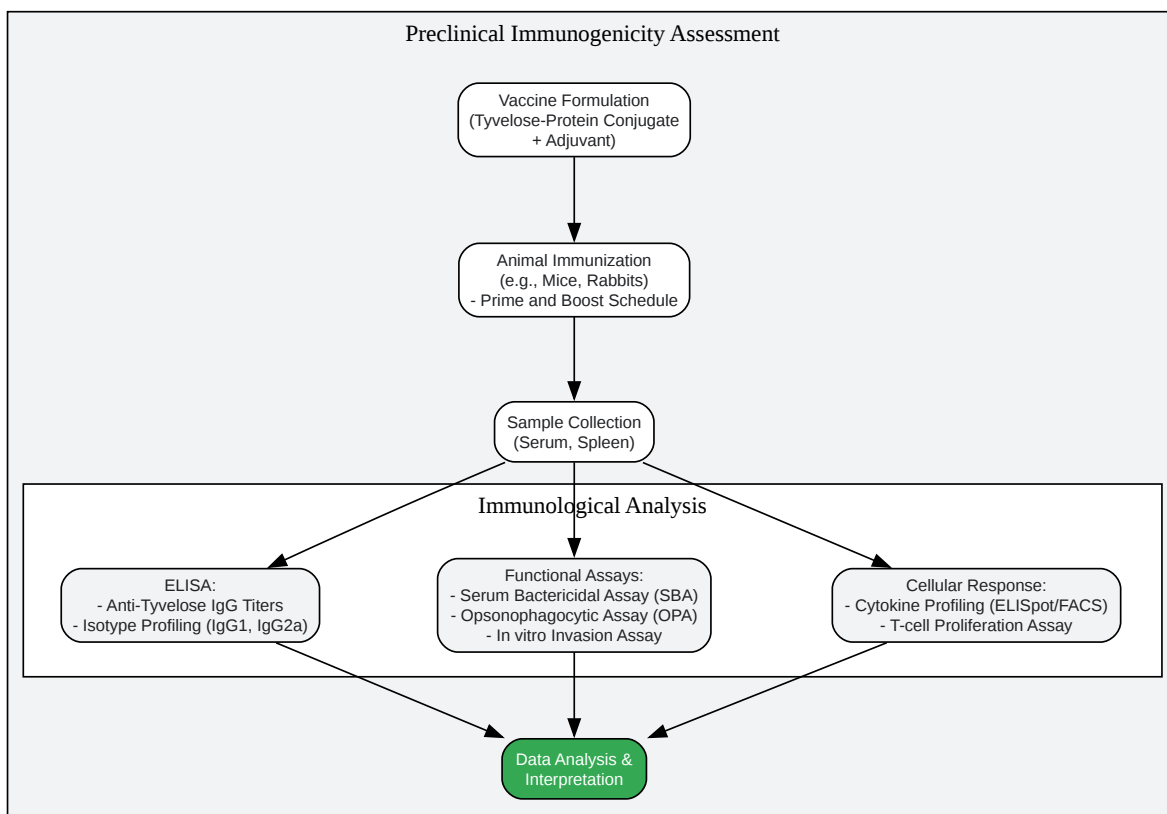 Preclinical Immunogenicity Assessment
Vaccine Formulation
(Tyvelose-Protein Conjugate
+ Adjuvant)
Animal Immunization
(e.g., Mice, Rabbits)
- Prime and Boost Schedule
Sample Collection
(Serum, Spleen)
Immunological Analysis
ELISA:
- Anti-Tyvelose IgG Titers
- Isotype Profiling (IgG1, IgG2a)
Functional Assays:
- Serum Bactericidal Assay (SBA)
- Opsonophagocytic Assay (OPA)
- In vitro Invasion Assay
Cellular Response:
- Cytokine Profiling (ELISpot/FACS)
- T-cell Proliferation Assay
Data Analysis &
Interpretation